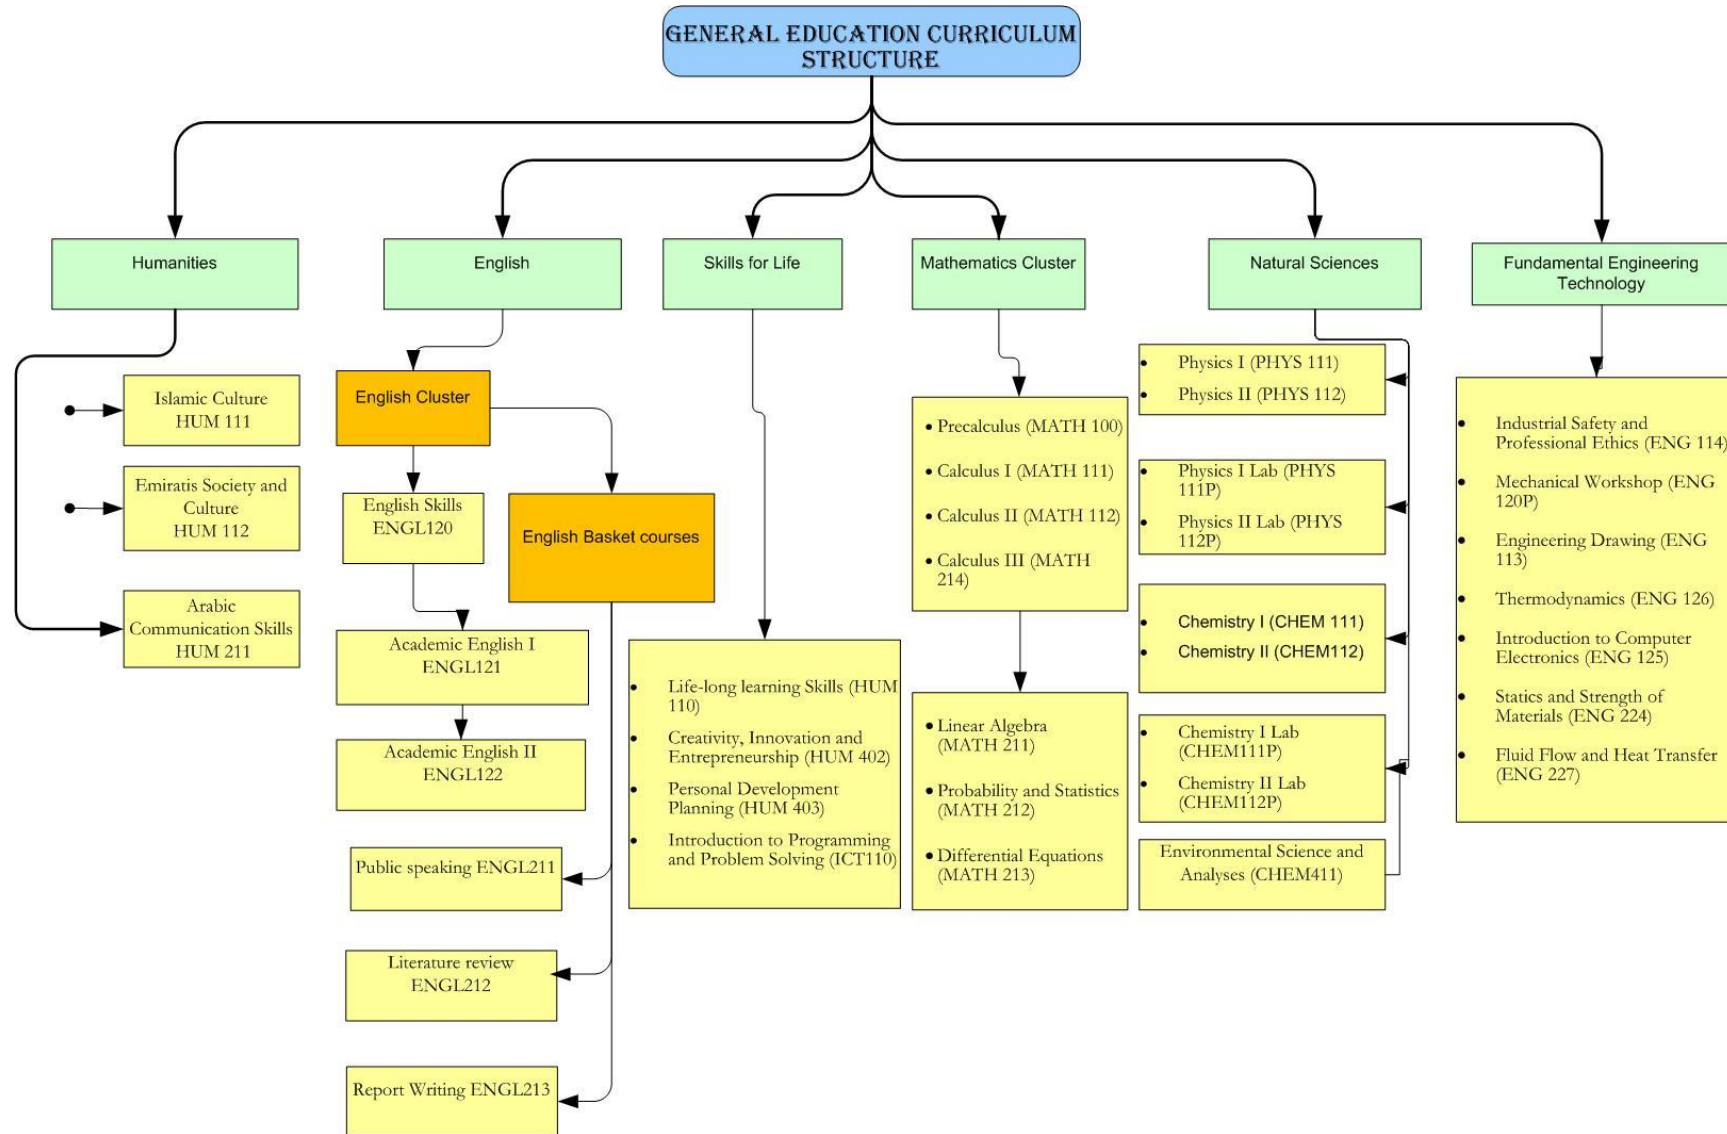 GENERAL EDUCATION CURRICULUM
STRUCTURE
Humanities
English
Skills for Life
Mathematics Cluster
Natural Sciences
Fundamental Engineering
Technology
Islamic Culture
HUM 111
Emiratis Society and
Culture
HUM 112
Arabic
Communication Skills
HUM 211
English Cluster
English Skills
ENGL120
English Basket courses
Academic English I
ENGL121
Academic English II
ENGL122
Public speaking ENGL211
Literature review
ENGL212
Report Writing ENGL213
• Life-long learning Skills (HUM
110)
• Creativity, Innovation and
Entrepreneurship (HUM 402)
• Personal Development
Planning (HUM 403)
• Introduction to Programming
and Problem Solving (ICT110)
• Precalculus (MATH 100)
• Calculus I (MATH 111)
• Calculus II (MATH 112)
• Calculus III (MATH
214)
• Linear Algebra
(MATH 211)
• Probability and Statistics
(MATH 212)
• Differential Equations
(MATH 213)
• Physics I (PHYS 111)
• Physics II (PHYS 112)
• Physics I Lab (PHYS
111P)
• Physics II Lab (PHYS
112P)
• Chemistry I (CHEM 111)
• Chemistry II (CHEM112)
• Chemistry I Lab
(CHEM111P)
• Chemistry II Lab
(CHEM112P)
Environmental Science and
Analyses (CHEM411)
• Industrial Safety and
Professional Ethics (ENG 114)
• Mechanical Workshop (ENG
120P)
• Engineering Drawing (ENG
113)
• Thermodynamics (ENG 126)
• Introduction to Computer
Electronics (ENG 125)
• Statics and Strength of
Materials (ENG 224)
• Fluid Flow and Heat Transfer
(ENG 227)